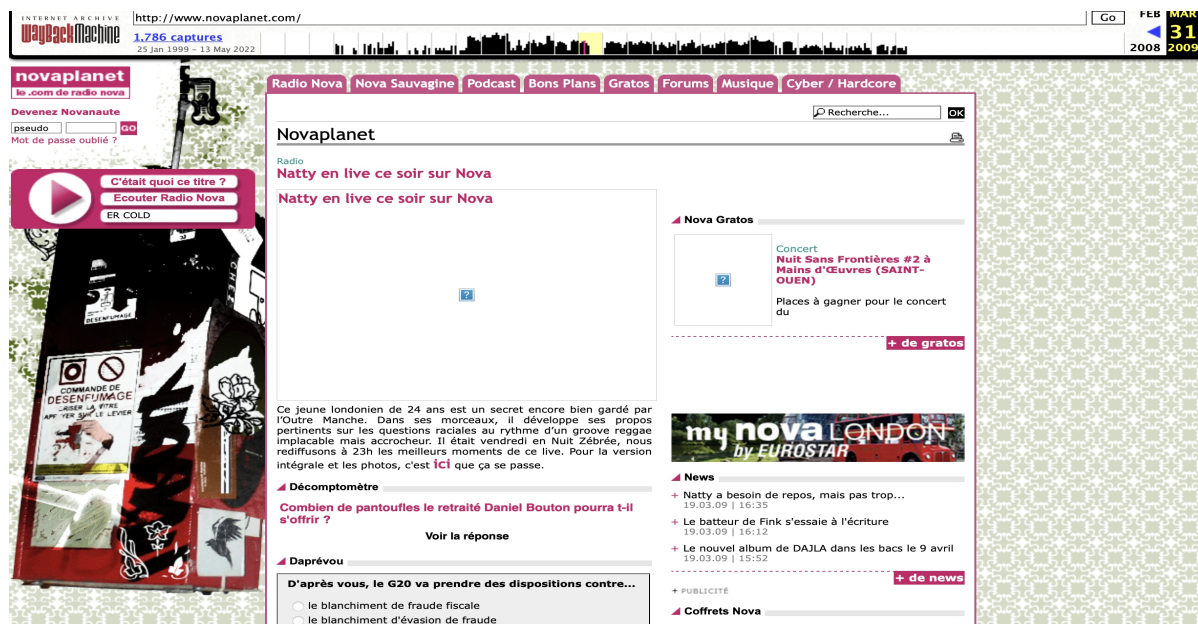 INTERNET ARCHIVE
WayBackMachine
http://www.novaplanet.com/
Go
1,786 captures
25 Jan 1999 – 13 May 2022
FEB MAR
31
2008 2009
novaplanet
le .com de radio nova
Devenez Novanaute
pseudo
GO
Mot de passe oublié ?
C'était quoi ce titre ?
Ecouter Radio Nova
ER COLD
DESENFUMAGE
COMMANDE DE
DESENFUMAGE
LA VITRE
SUR LE LEVIER
Radio Nova
Nova Sauvagine
Podcast
Bons Plans
Gratos
Forums
Musique
Cyber / Hardcore
Recherche...
OK
Novaplanet
Radio
Natty en live ce soir sur Nova
Natty en live ce soir sur Nova
?
Ce jeune londonien de 24 ans est un secret encore bien gardé par
l'Outre Manche. Dans ses morceaux, il développe ses propos
pertinents sur les questions raciales au rythme d'un groove reggae
implacable mais accrocheur. Il était vendredi en Nuit Zébrée, nous
rediffusons à 23h les meilleurs moments de ce live. Pour la version
intégrale et les photos, c'est ici que ça se passe.
Décomptomètre
Combien de pantoufles le retraité Daniel Bouton pourra t-il
s'offrir ?
Voir la réponse
Daprévou
D'après vous, le G20 va prendre des dispositions contre...
le blanchiment de fraude fiscale
le blanchiment d'évasion de fraude
Nova Gratos
?
Concert
Nuit Sans Frontières #2 à
Mains d'Œuvres (SAINT-
OUEN)
Places à gagner pour le concert
du
+ de gratos
my nova LONDON
by EUROSTAR
News
+ Natty a besoin de repos, mais pas trop...
19.03.09 | 16:35
+ Le batteur de Fink s'essaie à l'écriture
19.03.09 | 16:12
+ Le nouvel album de DAJLA dans les bacs le 9 avril
19.03.09 | 15:52
+ de news
+ PUBLICITÉ
Coffrets Nova